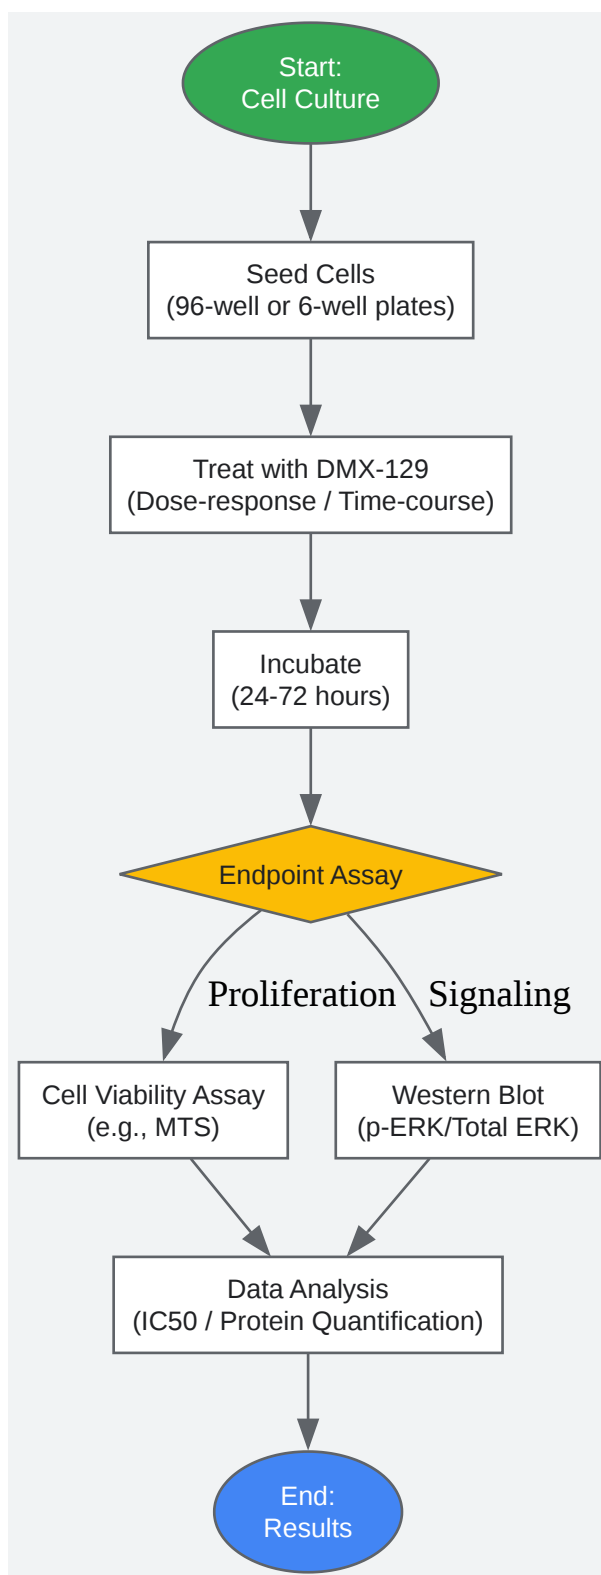 Start:
Cell Culture
Seed Cells
(96-well or 6-well plates)
Treat with DMX-129
(Dose-response / Time-course)
Incubate
(24-72 hours)
Endpoint Assay
Proliferation
Signaling
Cell Viability Assay
(e.g., MTS)
Western Blot
(p-ERK/Total ERK)
Data Analysis
(IC50 / Protein Quantification)
End:
Results